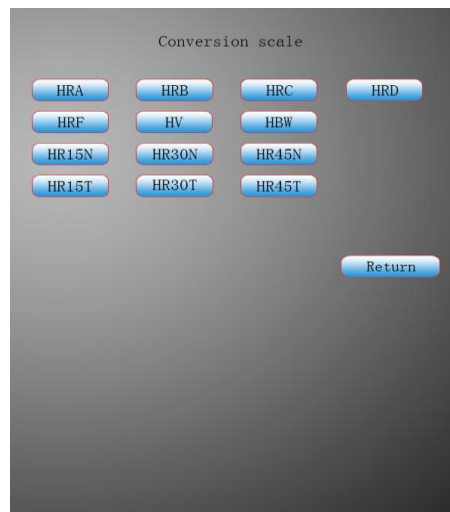 Conversion scale
HRA HRB HRC HRD
HRF HV HBW
HR15N HR30N HR45N
HR15T HR30T HR45T
Return